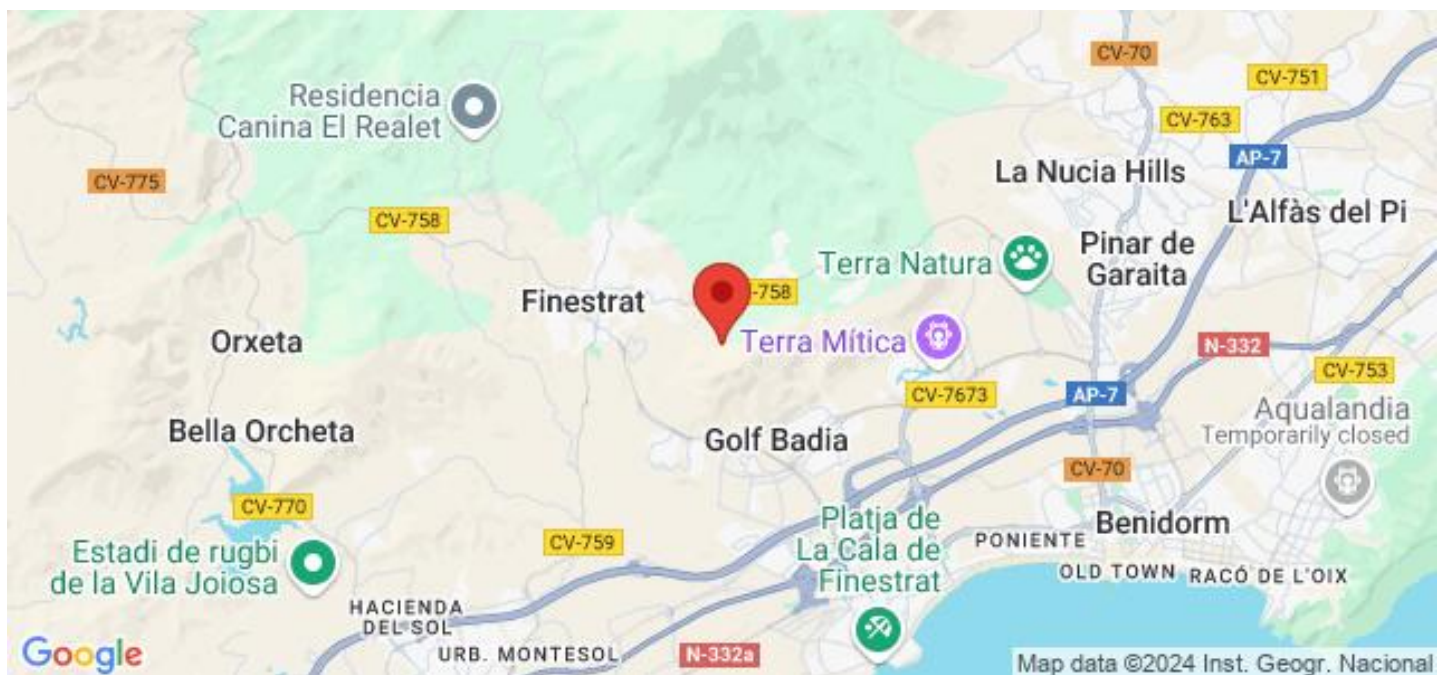 CV-70
CV-751
Residencia
Canina El Realet
CV-763
AP-7
La Nucia Hills
CV-775
CV-758
L'Alfàs del Pi
Pinar de
Garaita
Terra Natura
-758
Finestrat
Orxeta
Terra Mítica
N-332
CV-753
CV-7673
AP-7
Aqualandia
Temporarily closed
Bella Orcheta
Golf Badia
CV-70
CV-770
Platja de
La Cala de
Finestrat
Benidorm
PONIENTE
CV-759
Estadi de rugbi
de la Vila Joiosa
OLD TOWN
RACÓ DE L'OIX
HACIENDA
DEL SOL
URB. MONTESOL
N-332a
Google
Map data ©2024 Inst. Geogr. Nacional